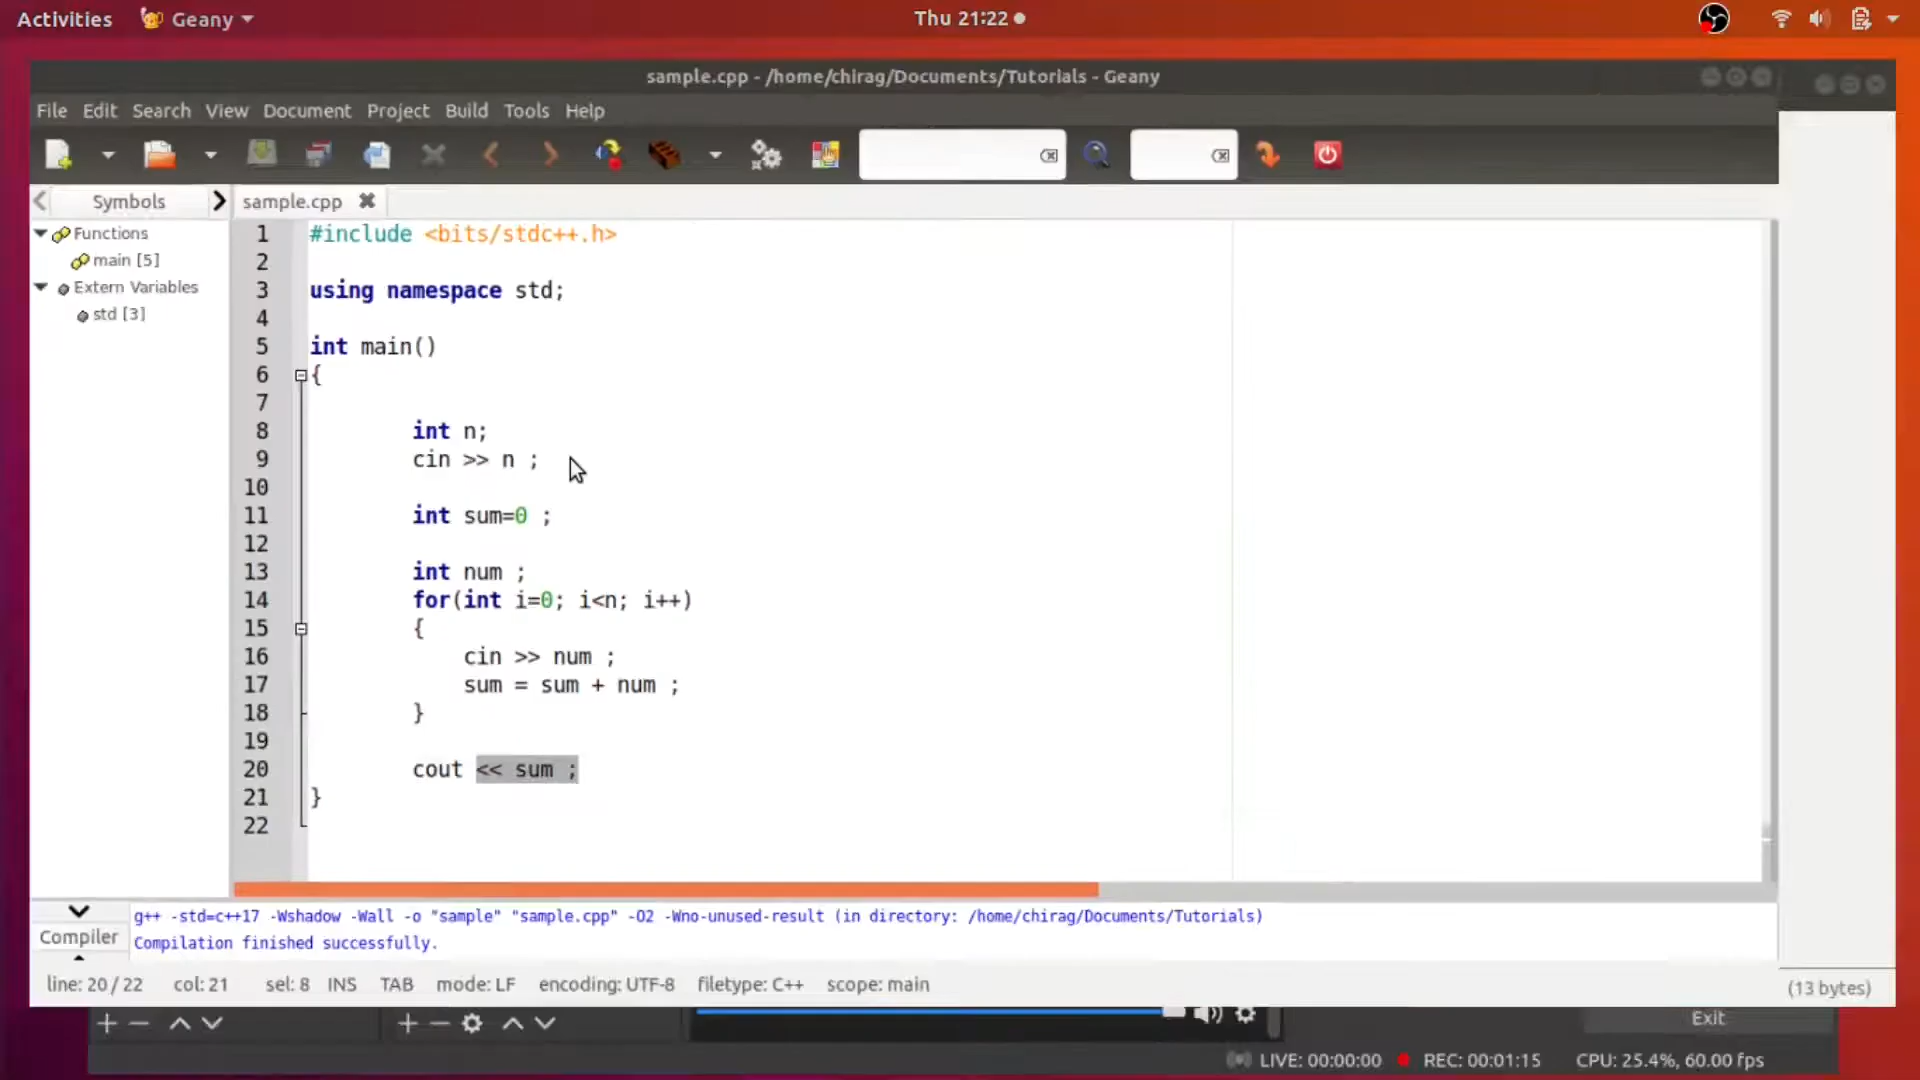 Activities Geany Thu 21:22
sample.cpp - /home/chirag/Documents/Tutorials - Geany
File Edit Search View Document Project Build Tools Help
Symbols sample.cpp
Functions
main [5]
Extern Variables
std [3]
1 #include <bits/stdc++.h>
2
3 using namespace std;
4
5 int main()
6 {
7
8 int n;
9 cin >> n ;
10
11 int sum=0 ;
12
13 int num ;
14 for(int i=0; i<n; i++)
15 {
16 cin >> num ;
17 sum = sum + num ;
18 }
19
20 cout << sum ;
21 }
22
g++ -std=c++17 -Wshadow -Wall -o "sample" "sample.cpp" -O2 -Wno-unused-result (in directory: /home/chirag/Documents/Tutorials)
Compiler
Compilation finished successfully.
line: 20 / 22 col: 21 sel: 8 INS TAB mode: LF encoding: UTF-8 filetype: C++ scope: main
(13 bytes)
Exit
LIVE: 00:00:00 REC: 00:01:15 CPU: 25.4%, 60.00 fps